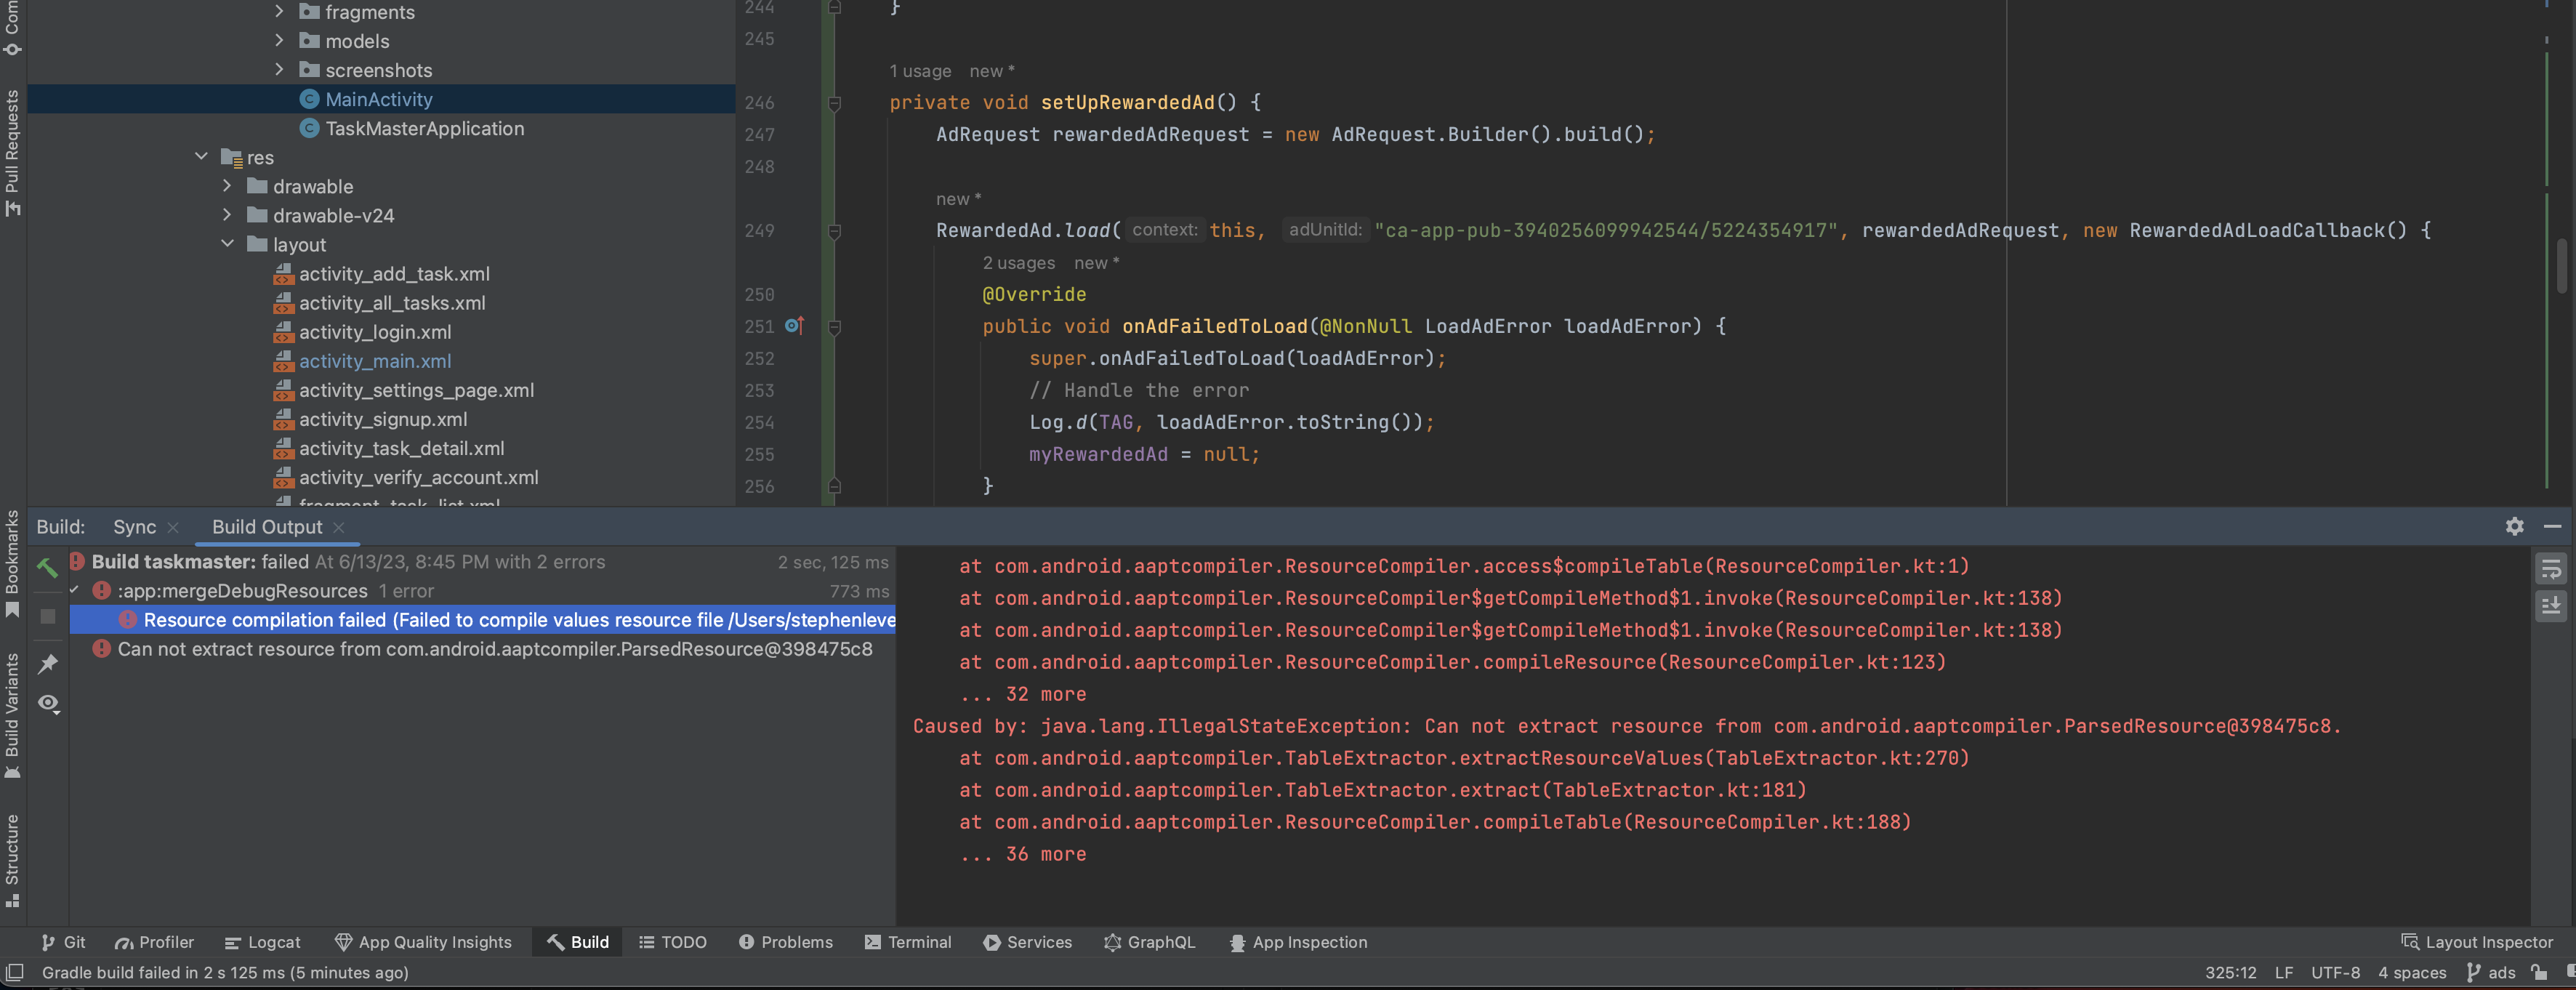 Com
Pull Requests
Bookmarks
Build Variants
Structure
fragments
models
screenshots
MainActivity
TaskMasterApplication
res
drawable
drawable-v24
layout
activity_add_task.xml
activity_all_tasks.xml
activity_login.xml
activity_main.xml
activity_settings_page.xml
activity_signup.xml
activity_task_detail.xml
activity_verify_account.xml
fragment_task_list.xml
244 }
245
1 usage new *
246 private void setUpRewardedAd() {
247 AdRequest rewardedAdRequest = new AdRequest.Builder().build();
248
new *
249 RewardedAd.load( context: this, adUnitId: "ca-app-pub-3940256099942544/5224354917", rewardedAdRequest, new RewardedAdLoadCallback() {
2 usages new *
250 @Override
251 public void onAdFailedToLoad(@NonNull LoadAdError loadAdError) {
252 super.onAdFailedToLoad(loadAdError);
253 // Handle the error
254 Log.d(TAG, loadAdError.toString());
255 myRewardedAd = null;
256 }
Build: Sync Build Output
Build taskmaster: failed At 6/13/23, 8:45 PM with 2 errors 2 sec, 125 ms
:app:mergeDebugResources 1 error 773 ms
Resource compilation failed (Failed to compile values resource file /Users/stephenleve
Can not extract resource from com.android.aaptcompiler.ParsedResource@398475c8
at com.android.aaptcompiler.ResourceCompiler.access$compileTable(ResourceCompiler.kt:1)
at com.android.aaptcompiler.ResourceCompiler$getCompileMethod$1.invoke(ResourceCompiler.kt:138)
at com.android.aaptcompiler.ResourceCompiler$getCompileMethod$1.invoke(ResourceCompiler.kt:138)
at com.android.aaptcompiler.ResourceCompiler.compileResource(ResourceCompiler.kt:123)
... 32 more
Caused by: java.lang.IllegalStateException: Can not extract resource from com.android.aaptcompiler.ParsedResource@398475c8.
at com.android.aaptcompiler.TableExtractor.extractResourceValues(TableExtractor.kt:270)
at com.android.aaptcompiler.TableExtractor.extract(TableExtractor.kt:181)
at com.android.aaptcompiler.ResourceCompiler.compileTable(ResourceCompiler.kt:188)
... 36 more
Git Profiler Logcat App Quality Insights Build TODO Problems Terminal Services GraphQL App Inspection Layout Inspector
Gradle build failed in 2 s 125 ms (5 minutes ago) 325:12 LF UTF-8 4 spaces ads